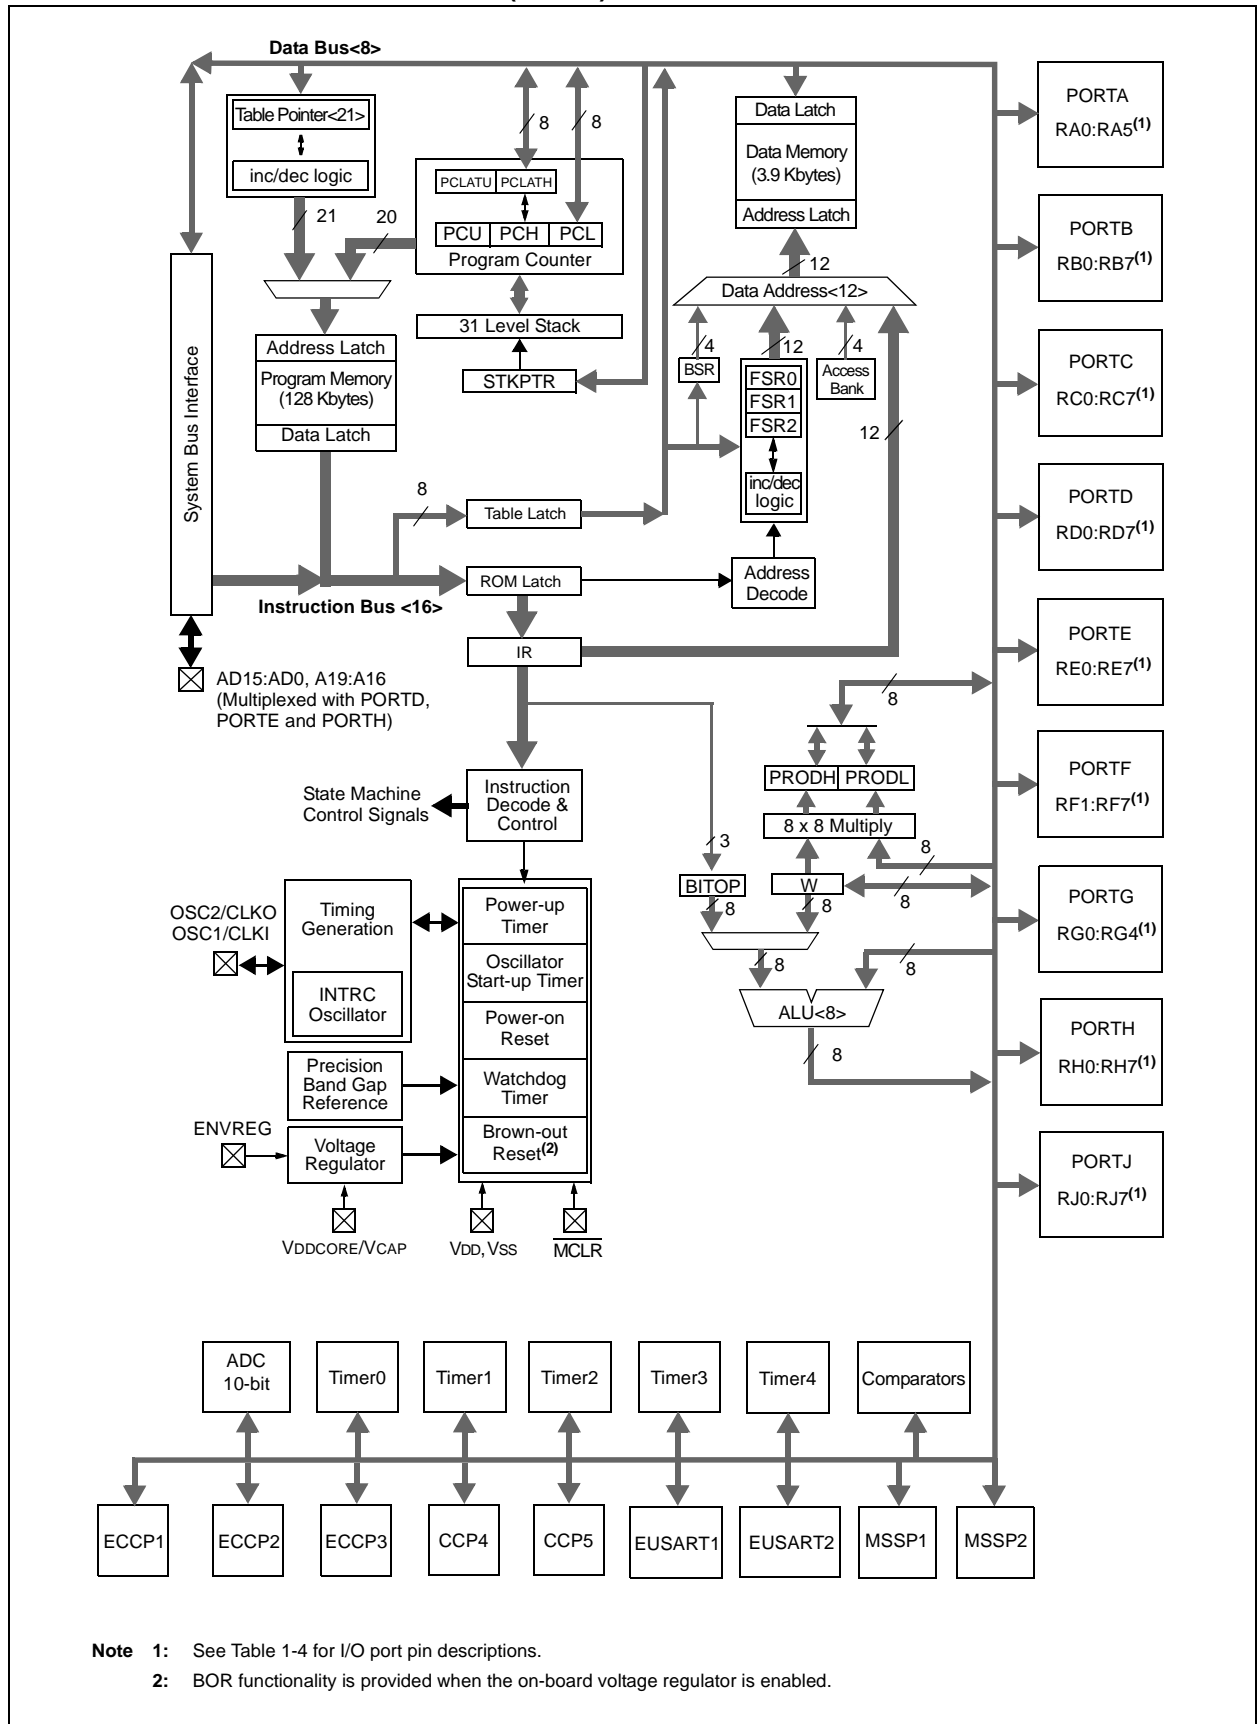 Data Bus<8>
Table Pointer<21>
inc/dec logic
21
20
8
8
PCLATU PCLATH
PCU PCH PCL
Program Counter
31 Level Stack
STKPTR
Data Latch
Data Memory
(3.9 Kbytes)
Address Latch
12
Data Address<12>
4
12
4
BSR
FSR0
FSR1
FSR2
inc/dec
logic
Access
Bank
12
System Bus Interface
Address Latch
Program Memory
(128 Kbytes)
Data Latch
8
Table Latch
ROM Latch
Address
Decode
Instruction Bus <16>
IR
AD15:AD0, A19:A16
(Multiplexed with PORTD,
PORTE and PORTH)
8
PRODH PRODL
8 x 8 Multiply
8
3
BITOP
W
8
8
8
8
8
ALU<8>
8
State Machine
Control Signals
Instruction
Decode &
Control
OSC2/CLKO
OSC1/CLKI
Timing
Generation
INTRC
Oscillator
Power-up
Timer
Oscillator
Start-up Timer
Power-on
Reset
Watchdog
Timer
Brown-out
Reset(2)
Precision
Band Gap
Reference
ENVREG
Voltage
Regulator
VDDCORE/VCAP
VDD, VSS
MCLR
PORTA
RA0:RA5(1)
PORTB
RB0:RB7(1)
PORTC
RC0:RC7(1)
PORTD
RD0:RD7(1)
PORTE
RE0:RE7(1)
PORTF
RF1:RF7(1)
PORTG
RG0:RG4(1)
PORTH
RH0:RH7(1)
PORTJ
RJ0:RJ7(1)
ADC
10-bit
Timer0
Timer1
Timer2
Timer3
Timer4
Comparators
ECCP1
ECCP2
ECCP3
CCP4
CCP5
EUSART1
EUSART2
MSSP1
MSSP2
Note 1: See Table 1-4 for I/O port pin descriptions.
2: BOR functionality is provided when the on-board voltage regulator is enabled.